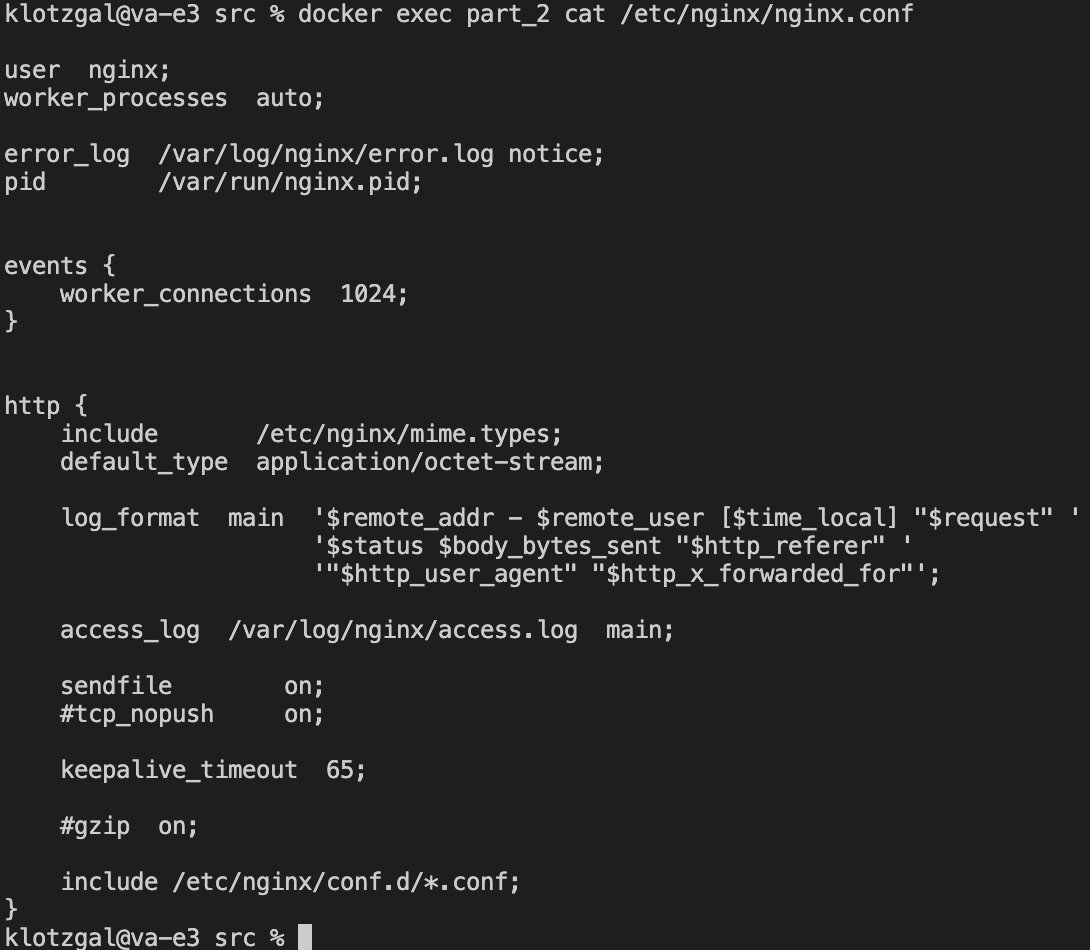 klotzgal@va-e3 src % docker exec part_2 cat /etc/nginx/nginx.conf

user  nginx;
worker_processes  auto;

error_log  /var/log/nginx/error.log notice;
pid        /var/run/nginx.pid;


events {
    worker_connections  1024;
}


http {
    include       /etc/nginx/mime.types;
    default_type  application/octet-stream;

    log_format  main  '$remote_addr - $remote_user [$time_local] "$request" '
                      '$status $body_bytes_sent "$http_referer" '
                      '"$http_user_agent" "$http_x_forwarded_for"';

    access_log  /var/log/nginx/access.log  main;

    sendfile        on;
    #tcp_nopush     on;

    keepalive_timeout  65;

    #gzip  on;

    include /etc/nginx/conf.d/*.conf;
}
klotzgal@va-e3 src %